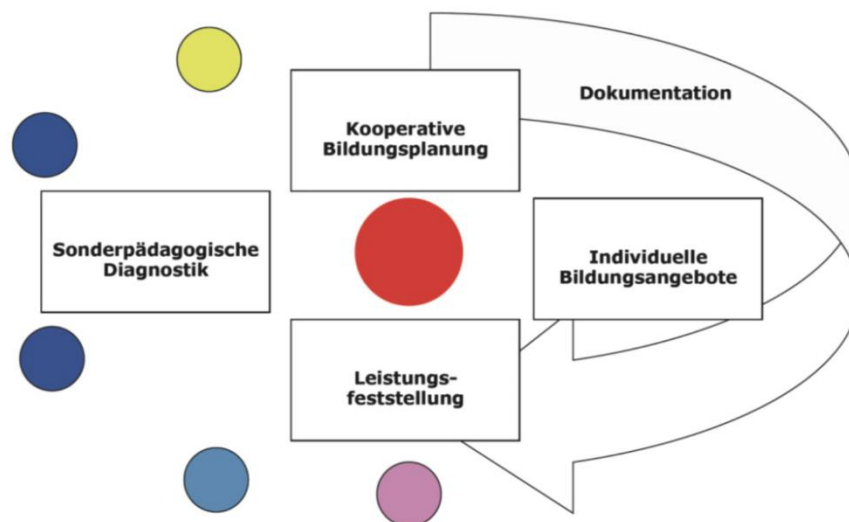 Dokumentation
Kooperative
Bildungsplanung
Sonderpädagogische
Diagnostik
Individuelle
Bildungsangebote
Leistungs-
feststellung